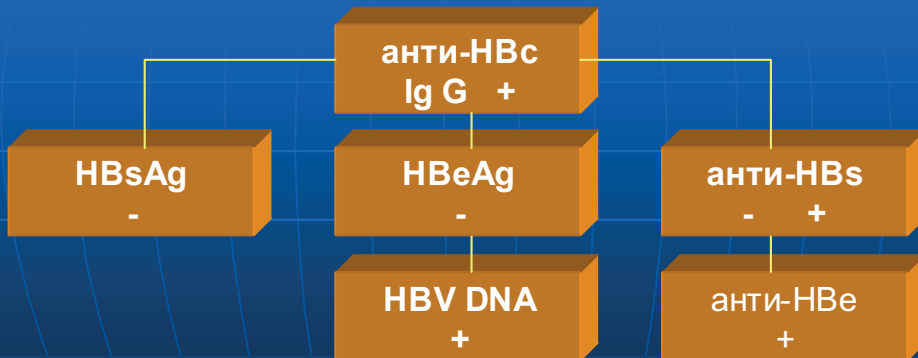 анти-HBc
Ig G +
HBsAg
-
HBeAg
-
анти-HBs
- +
HBV DNA
+
анти-HBe
+